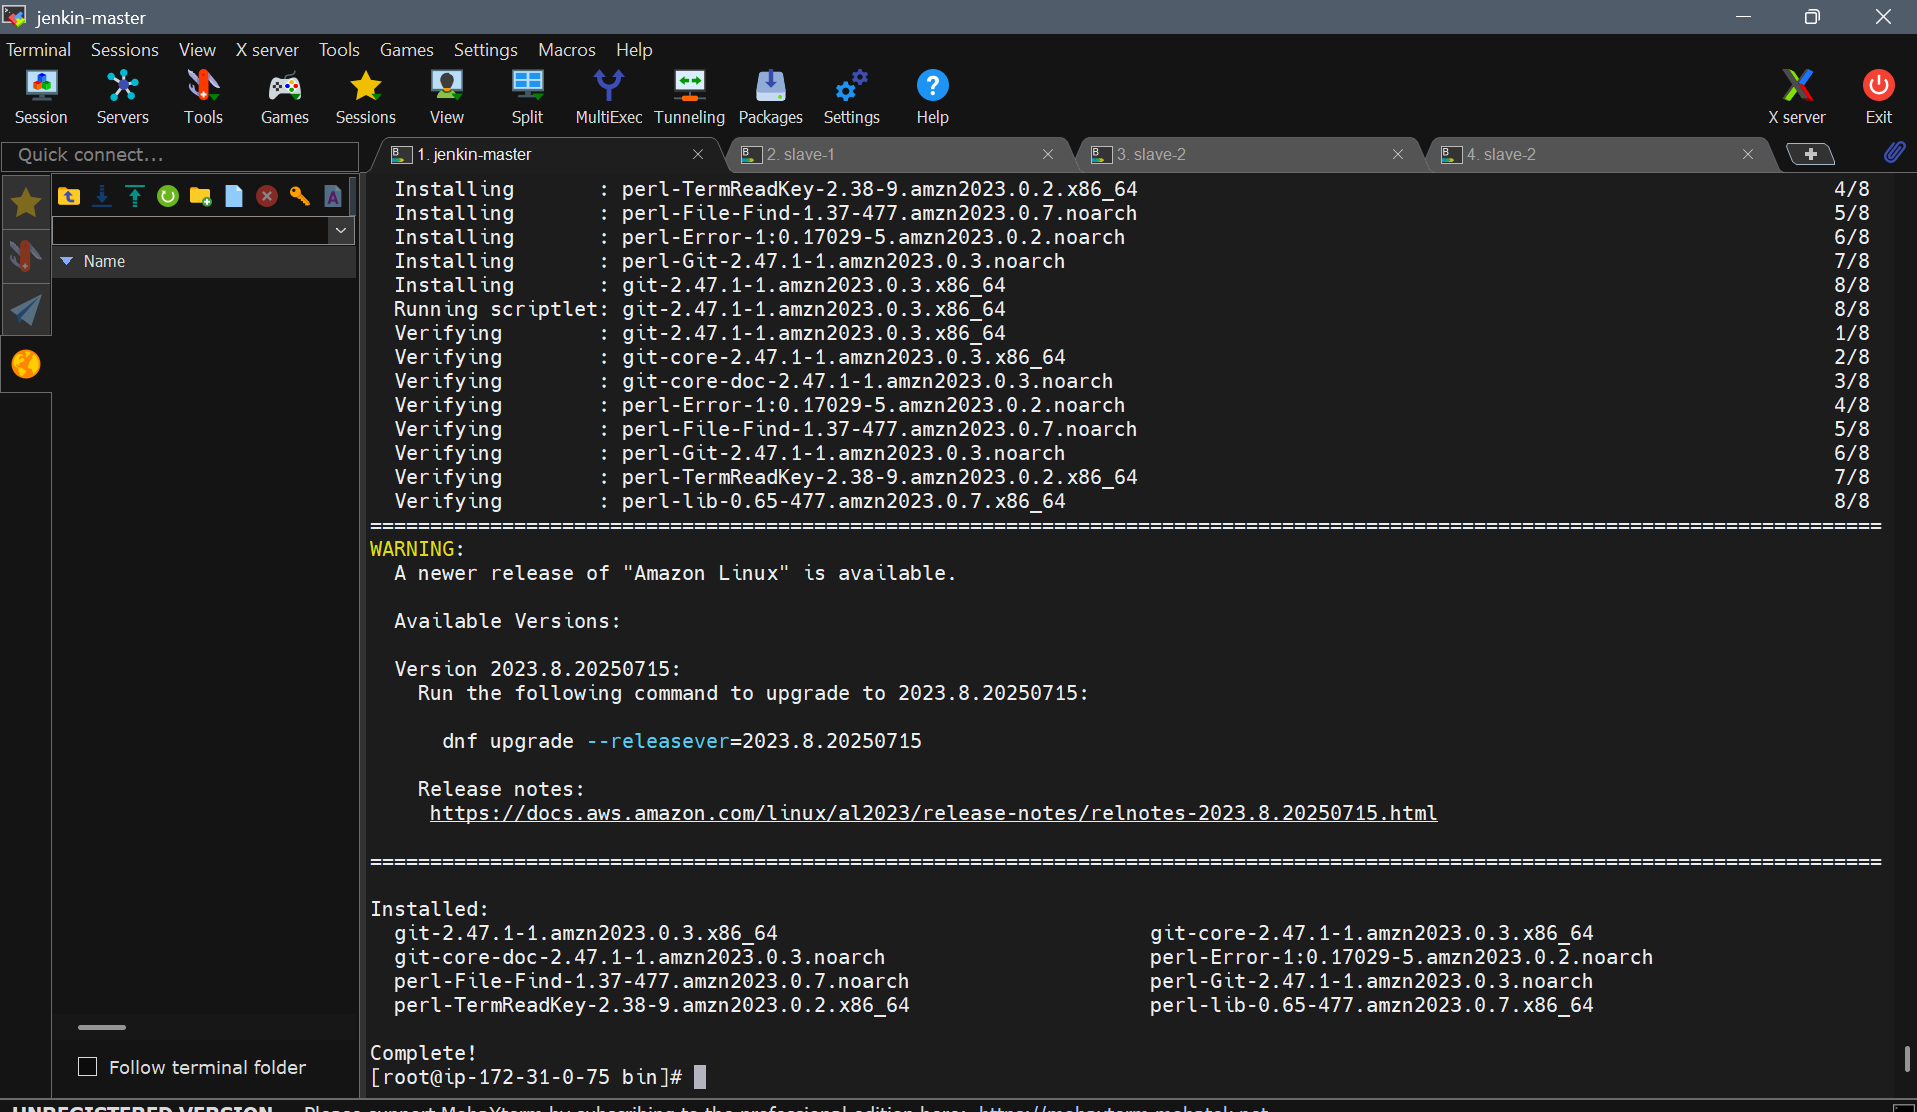 jenkin-master
Terminal Sessions View X server Tools Games Settings Macros Help
Session Servers Tools Games Sessions View Split MultiExec Tunneling Packages Settings Help X server Exit
Quick connect... 1. jenkin-master 2. slave-1 3. slave-2 4. slave-2
Name
Installing : perl-TermReadKey-2.38-9.amzn2023.0.2.x86_64 4/8
Installing : perl-File-Find-1.37-477.amzn2023.0.7.noarch 5/8
Installing : perl-Error-1:0.17029-5.amzn2023.0.2.noarch 6/8
Installing : perl-Git-2.47.1-1.amzn2023.0.3.noarch 7/8
Installing : git-2.47.1-1.amzn2023.0.3.x86_64 8/8
Running scriptlet: git-2.47.1-1.amzn2023.0.3.x86_64 8/8
Verifying : git-2.47.1-1.amzn2023.0.3.x86_64 1/8
Verifying : git-core-2.47.1-1.amzn2023.0.3.x86_64 2/8
Verifying : git-core-doc-2.47.1-1.amzn2023.0.3.noarch 3/8
Verifying : perl-Error-1:0.17029-5.amzn2023.0.2.noarch 4/8
Verifying : perl-File-Find-1.37-477.amzn2023.0.7.noarch 5/8
Verifying : perl-Git-2.47.1-1.amzn2023.0.3.noarch 6/8
Verifying : perl-TermReadKey-2.38-9.amzn2023.0.2.x86_64 7/8
Verifying : perl-lib-0.65-477.amzn2023.0.7.x86_64 8/8
==============================================================================================================================
WARNING:
A newer release of "Amazon Linux" is available.
Available Versions:
Version 2023.8.20250715:
Run the following command to upgrade to 2023.8.20250715:
dnf upgrade --releasever=2023.8.20250715
Release notes:
https://docs.aws.amazon.com/linux/al2023/release-notes/relnotes-2023.8.20250715.html
==============================================================================================================================
Installed:
git-2.47.1-1.amzn2023.0.3.x86_64 git-core-2.47.1-1.amzn2023.0.3.x86_64
git-core-doc-2.47.1-1.amzn2023.0.3.noarch perl-Error-1:0.17029-5.amzn2023.0.2.noarch
perl-File-Find-1.37-477.amzn2023.0.7.noarch perl-Git-2.47.1-1.amzn2023.0.3.noarch
perl-TermReadKey-2.38-9.amzn2023.0.2.x86_64 perl-lib-0.65-477.amzn2023.0.7.x86_64
Complete!
[root@ip-172-31-0-75 bin]#
Follow terminal folder
UNREGISTERED VERSION - Please support MobaXterm by subscribing to the professional edition here: https://mobaxterm.mobatek.net